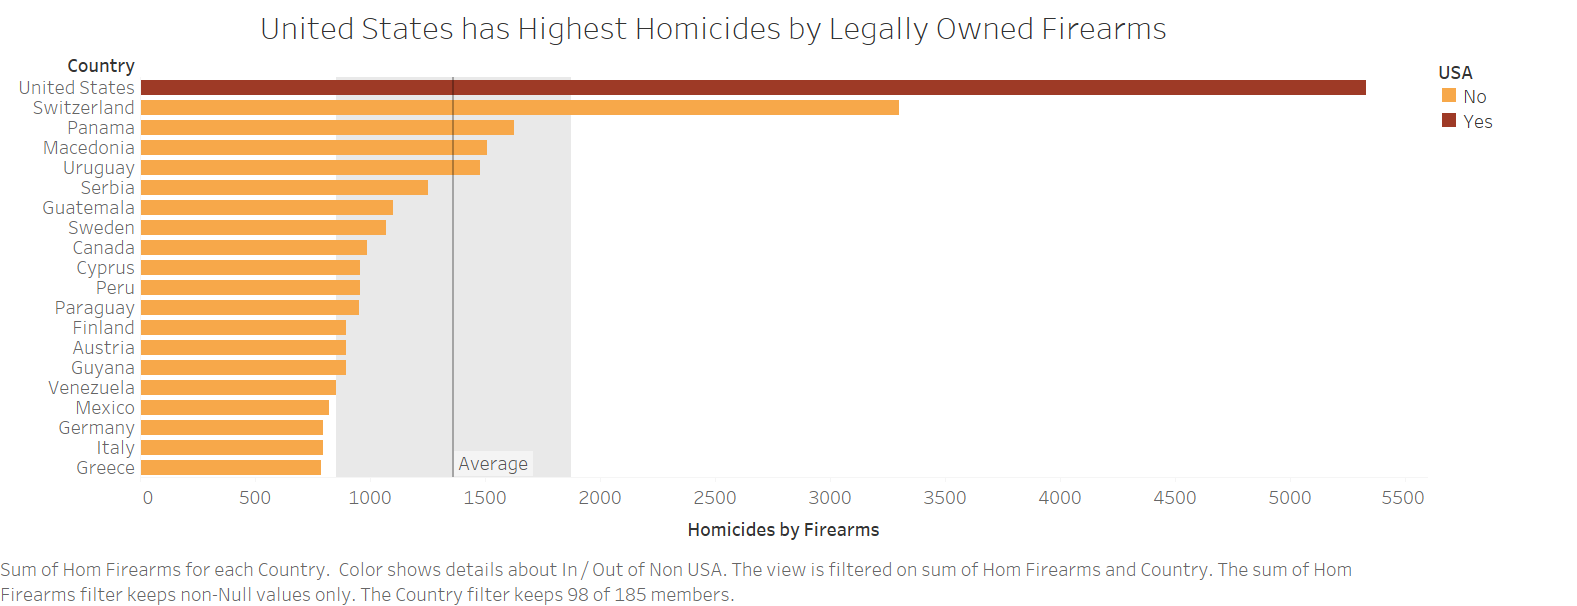 United States has Highest Homicides by Legally Owned Firearms
Country
United States
Switzerland
Panama
Macedonia
Uruguay
Serbia
Guatemala
Sweden
Canada
Cyprus
Peru
Paraguay
Finland
Austria
Guyana
Venezuela
Mexico
Germany
Italy
Greece
Average
0 500 1000 1500 2000 2500 3000 3500 4000 4500 5000 5500
Homicides by Firearms
USA
No
Yes
Sum of Hom Firearms for each Country. Color shows details about In / Out of Non USA. The view is filtered on sum of Hom Firearms and Country. The sum of Hom
Firearms filter keeps non-Null values only. The Country filter keeps 98 of 185 members.